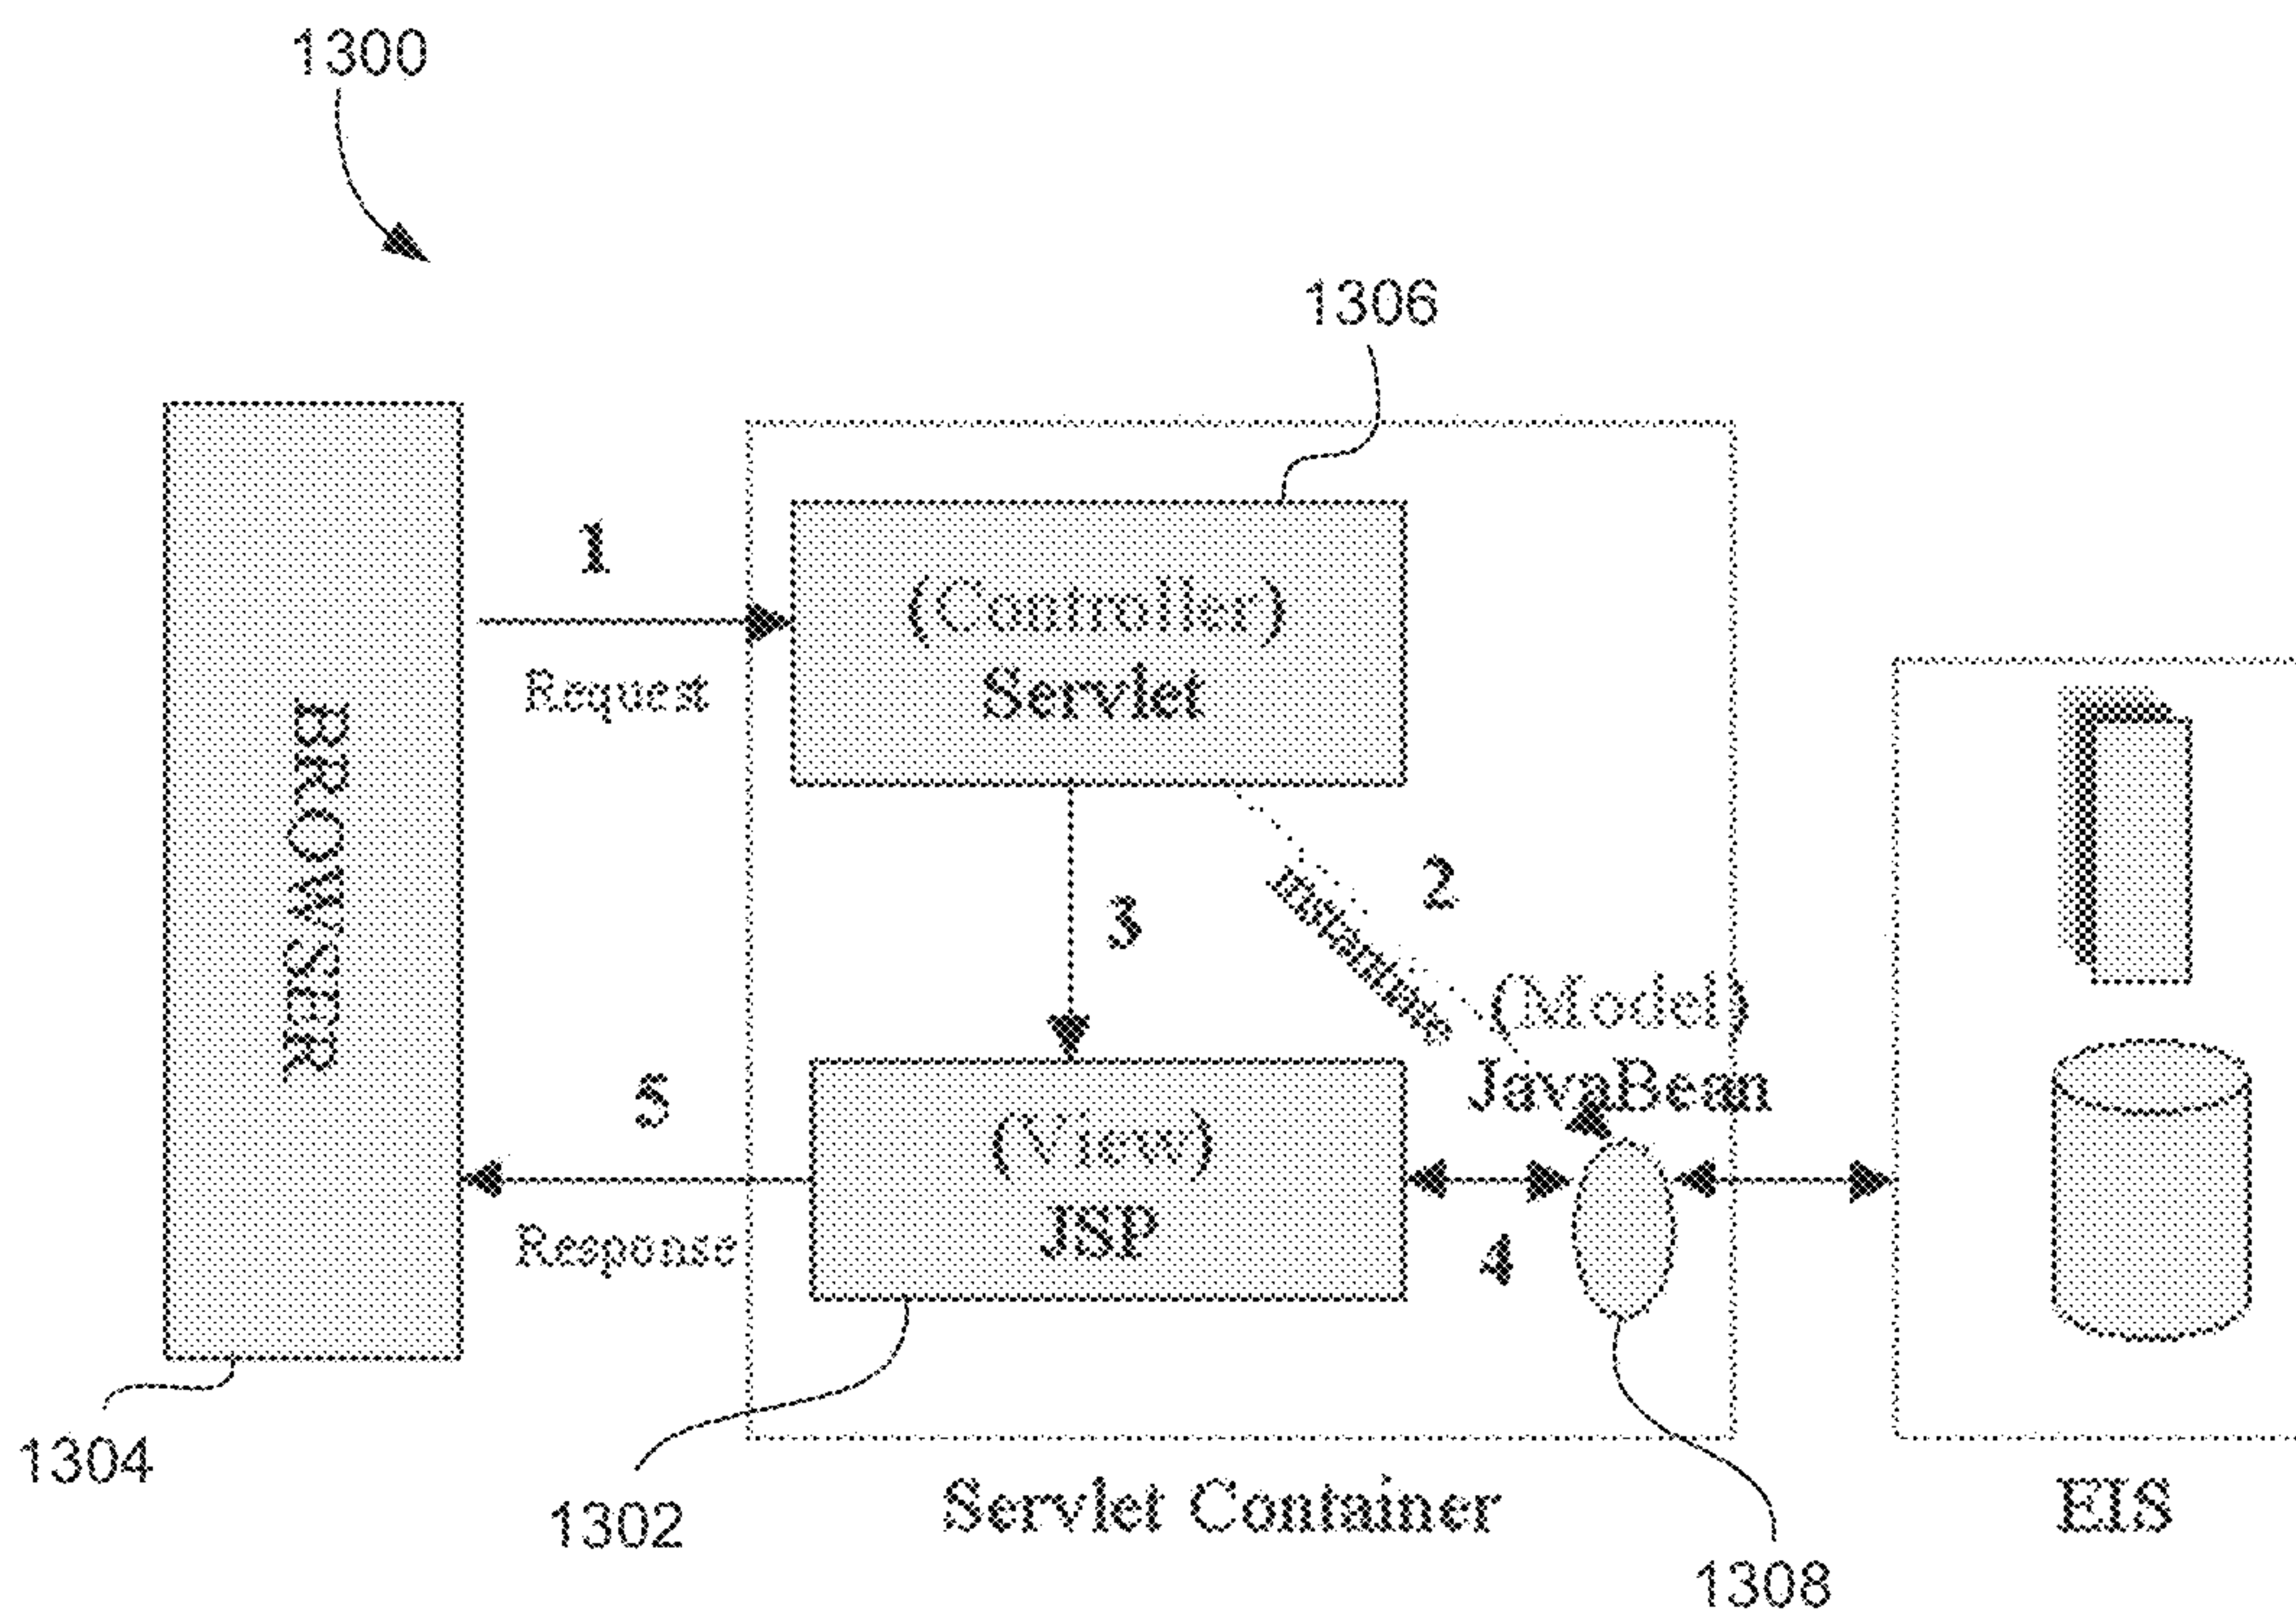 1300
1306
1
(Controller)
Servlet
Request
BROWSER
2
instantiate
3
(Model)
JavaBean
5
(View)
JSP
Response
4
1304
1302
Servlet Container
EIS
1308